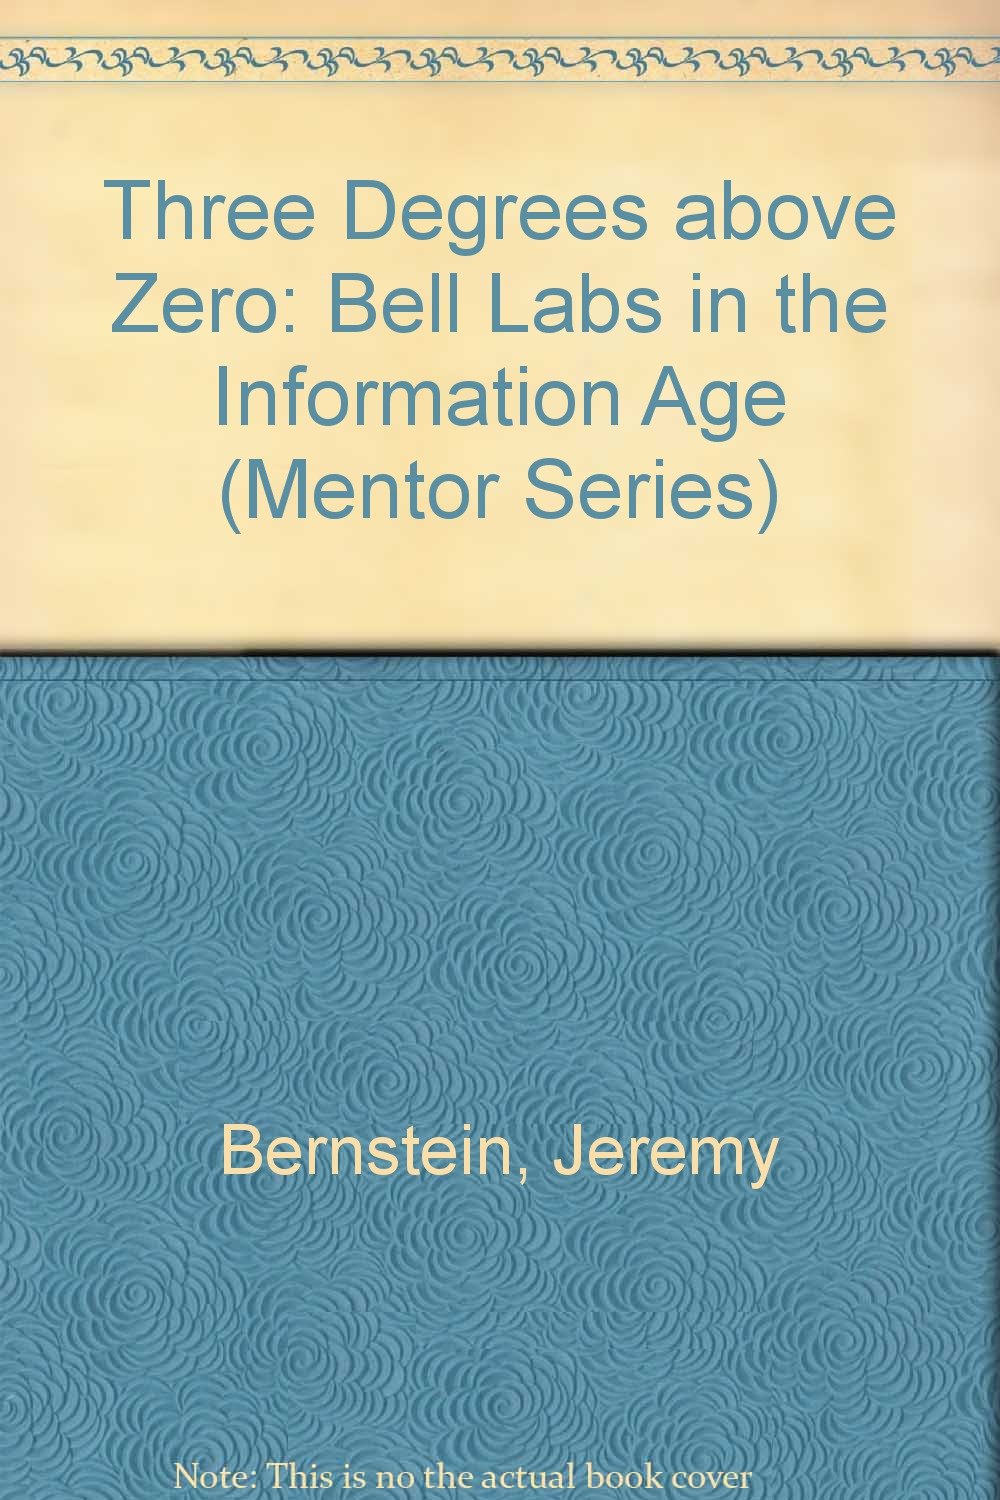 Three Degrees above
Zero: Bell Labs in the
Information Age
(Mentor Series)
Bernstein, Jeremy
Note: This is no the actual book cover